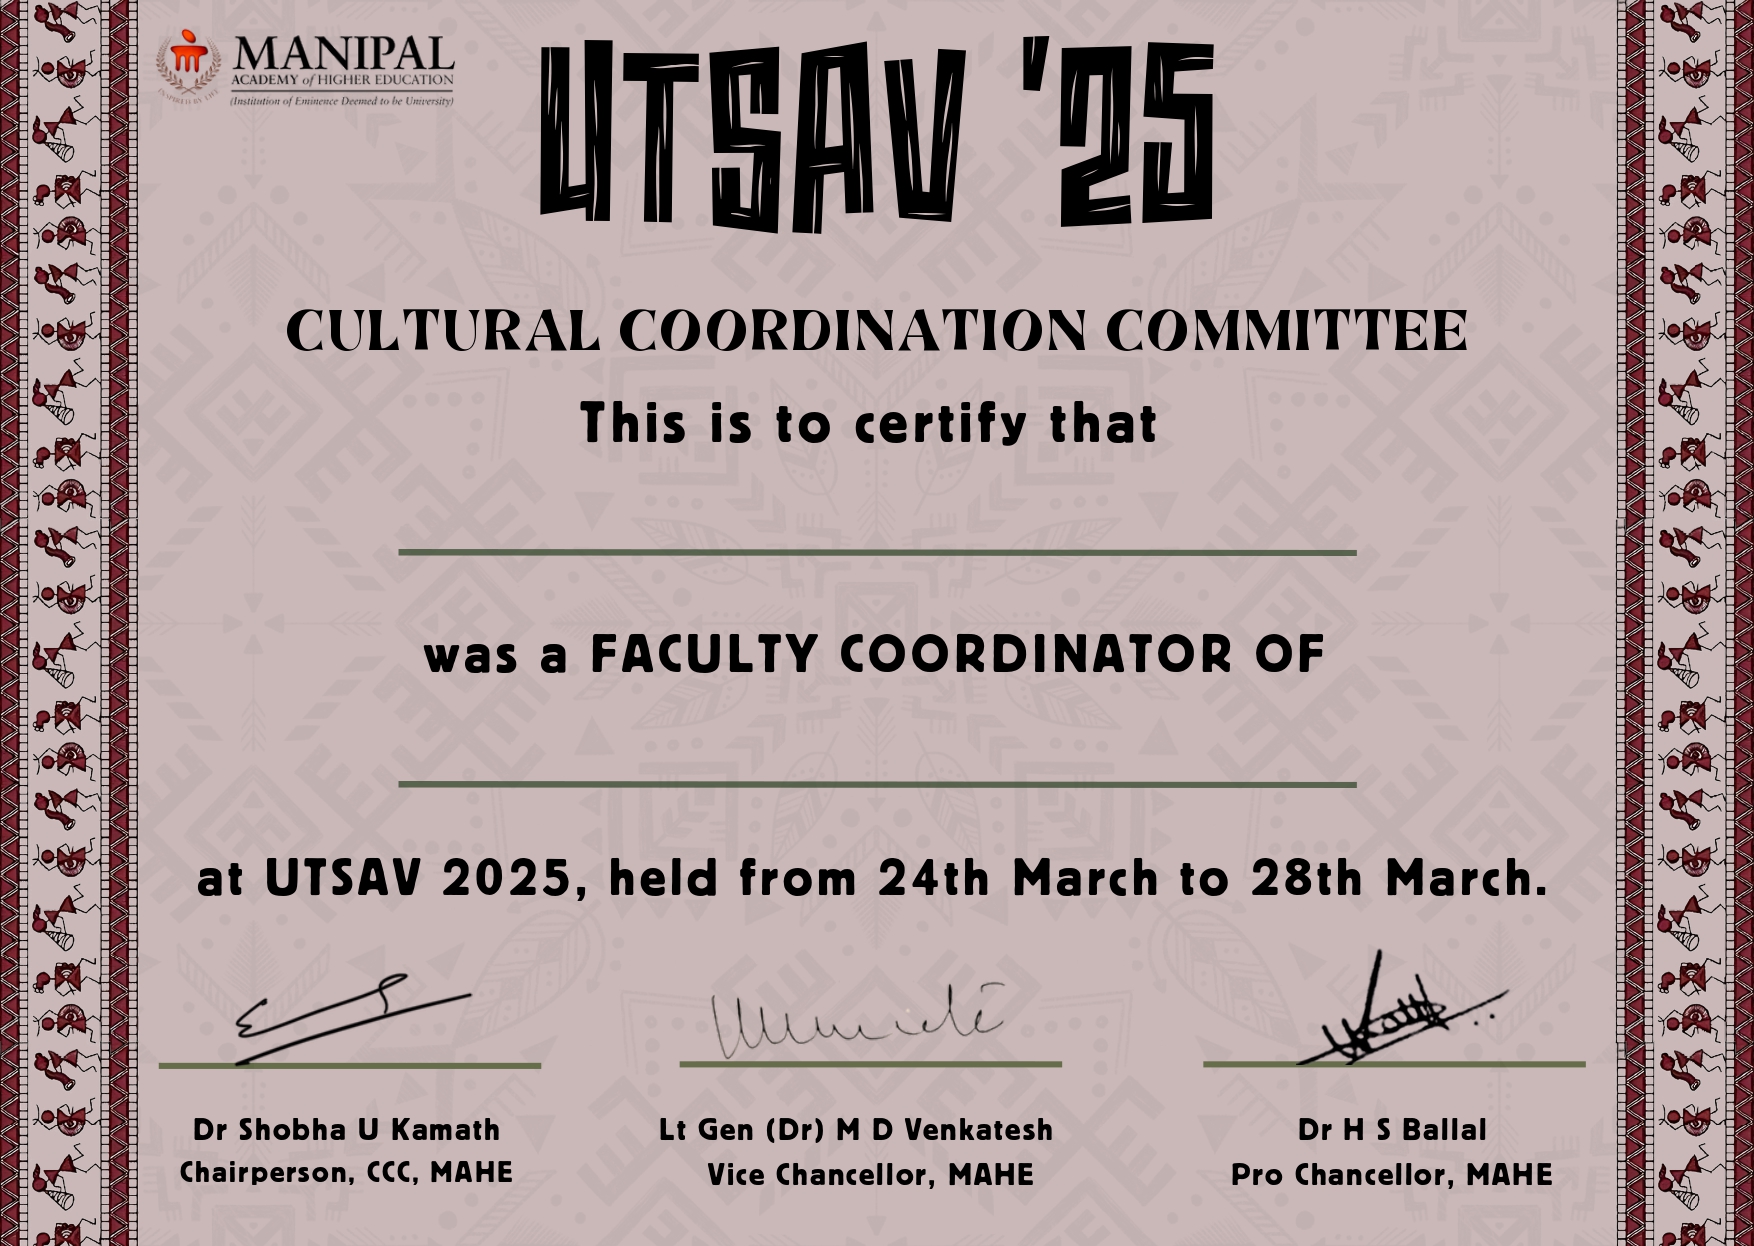 MANIPAL
ACADEMY of HIGHER EDUCATION
(Institution of Eminence Deemed to be University)
INSPIRED BY LIFE
UTSAV '25
CULTURAL COORDINATION COMMITTEE
This is to certify that
was a FACULTY COORDINATOR OF
at UTSAV 2025, held from 24th March to 28th March.
Dr Shobha U Kamath
Chairperson, CCC, MAHE
Lt Gen (Dr) M D Venkatesh
Vice Chancellor, MAHE
Dr H S Ballal
Pro Chancellor, MAHE